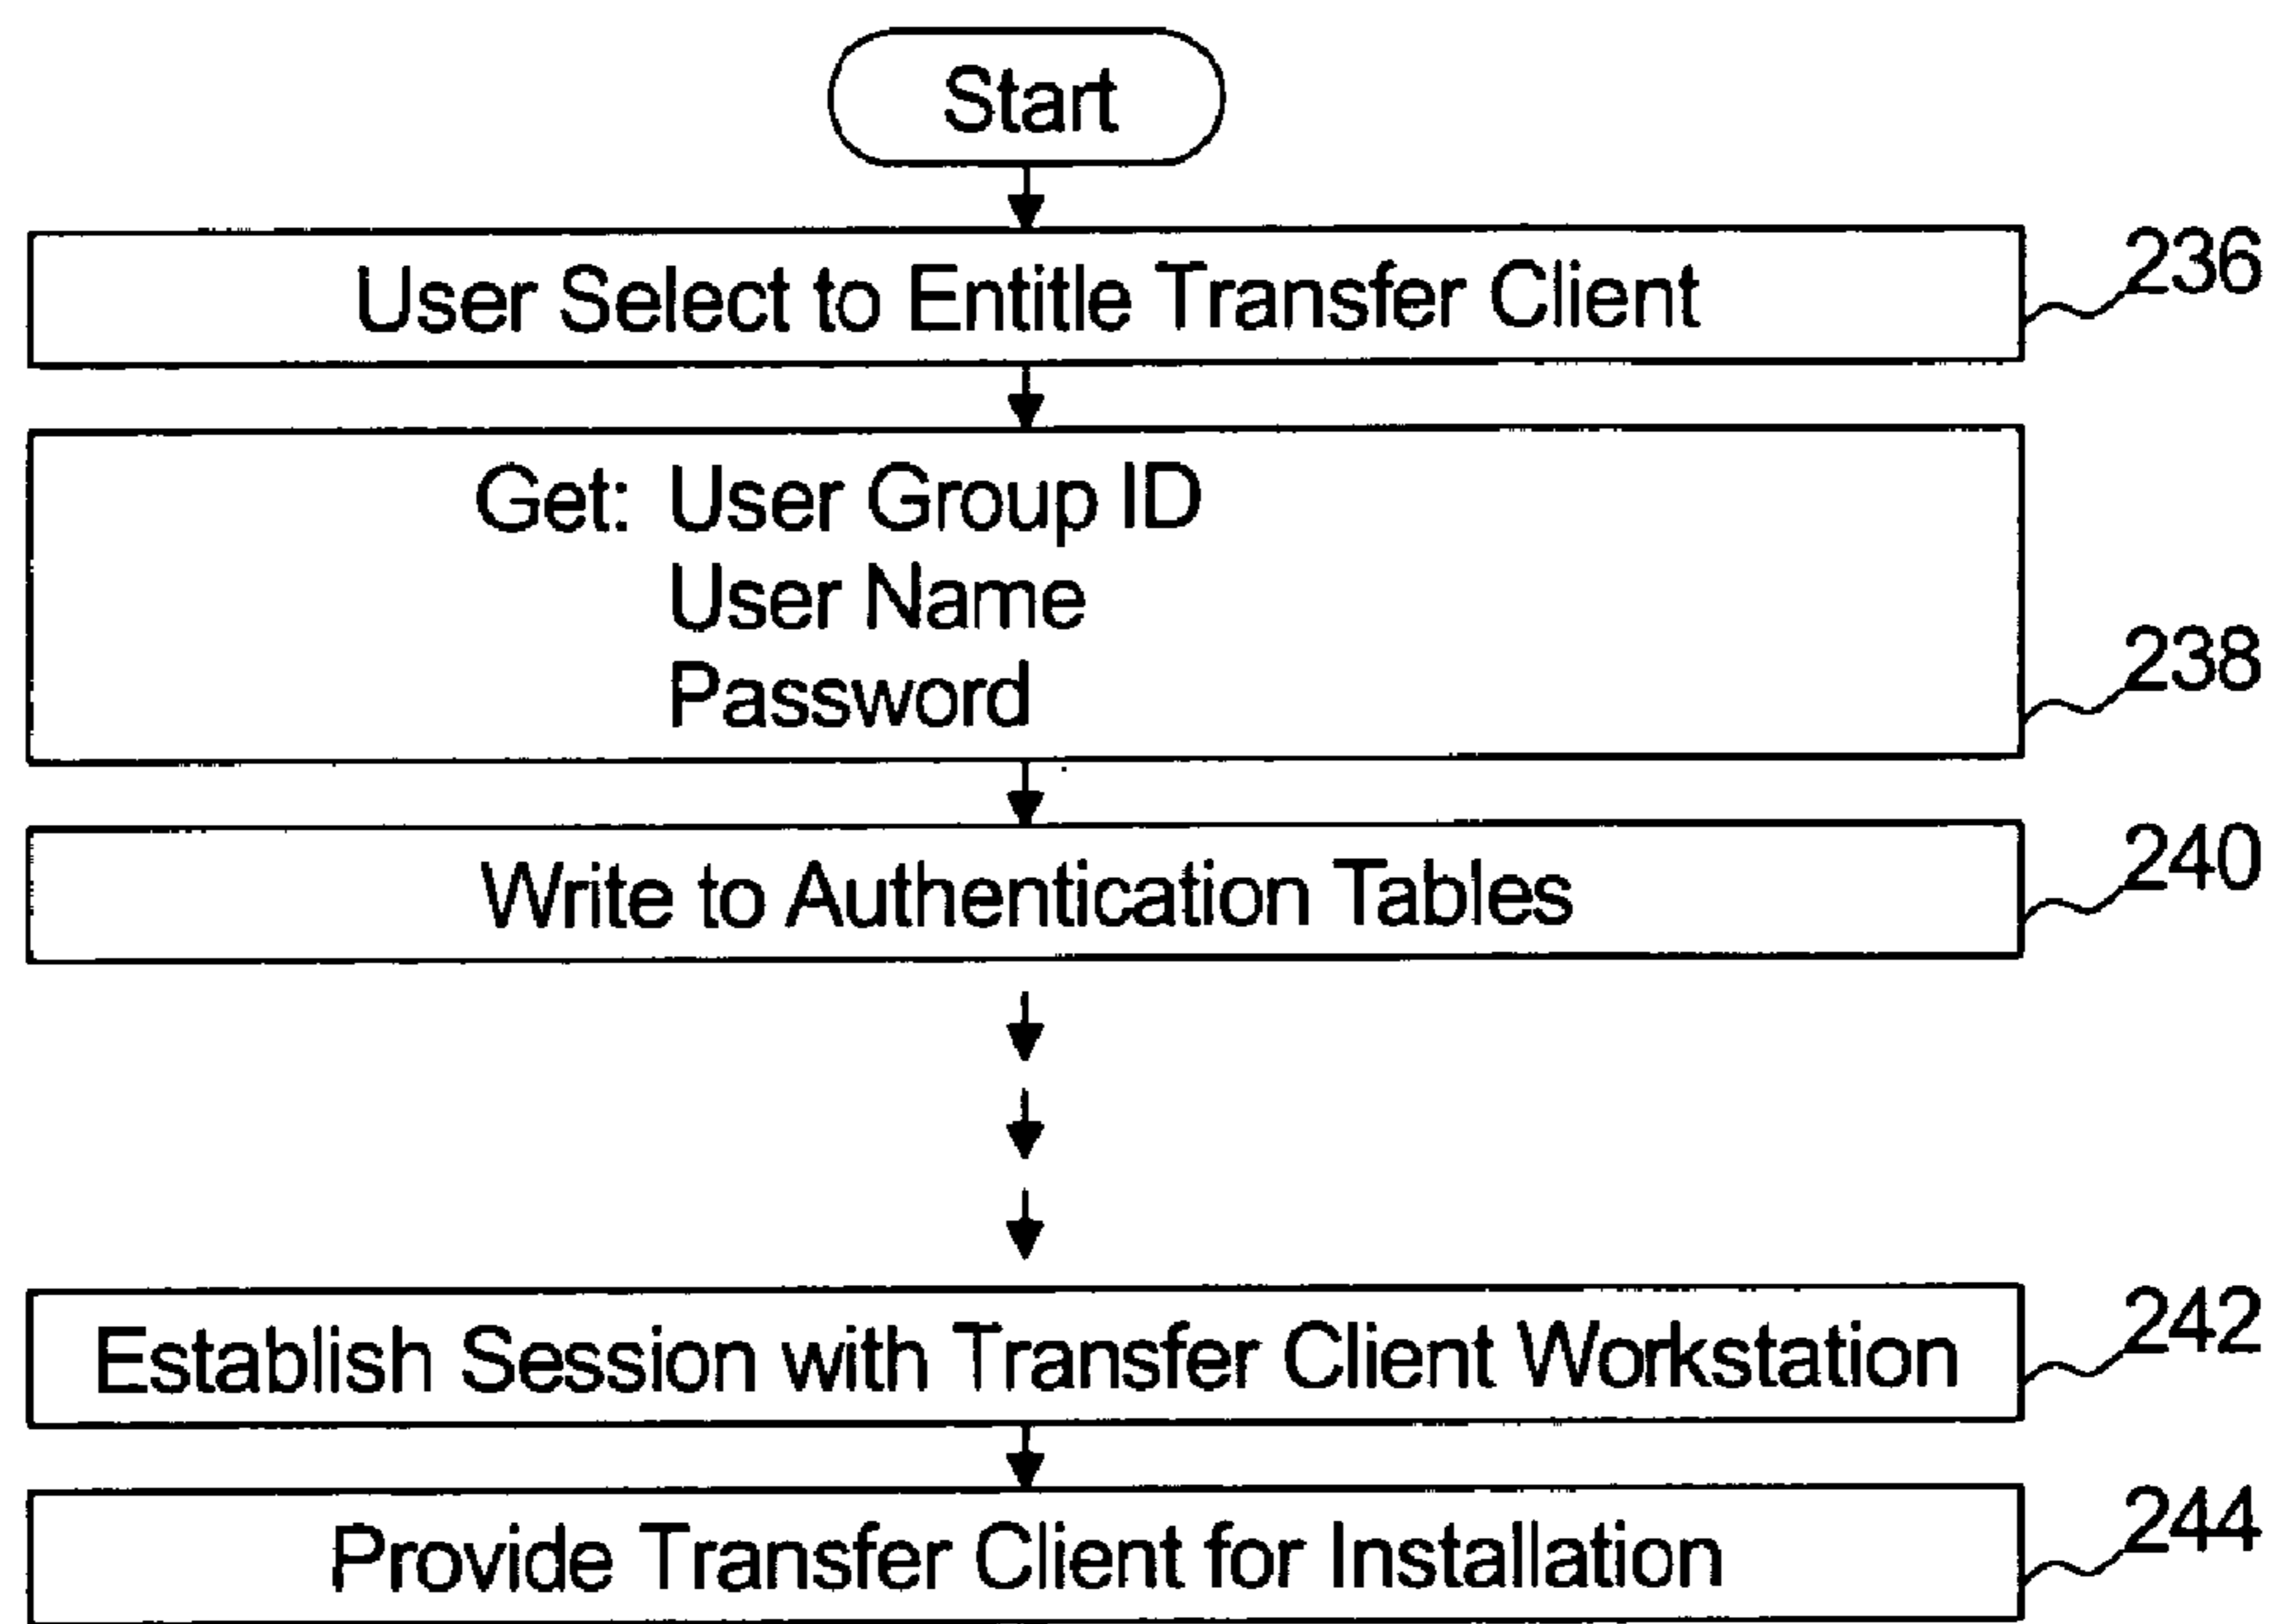 Start
User Select to Entitle Transfer Client
236
Get: User Group ID
User Name
Password
238
Write to Authentication Tables
240
Establish Session with Transfer Client Workstation
242
Provide Transfer Client for Installation
244